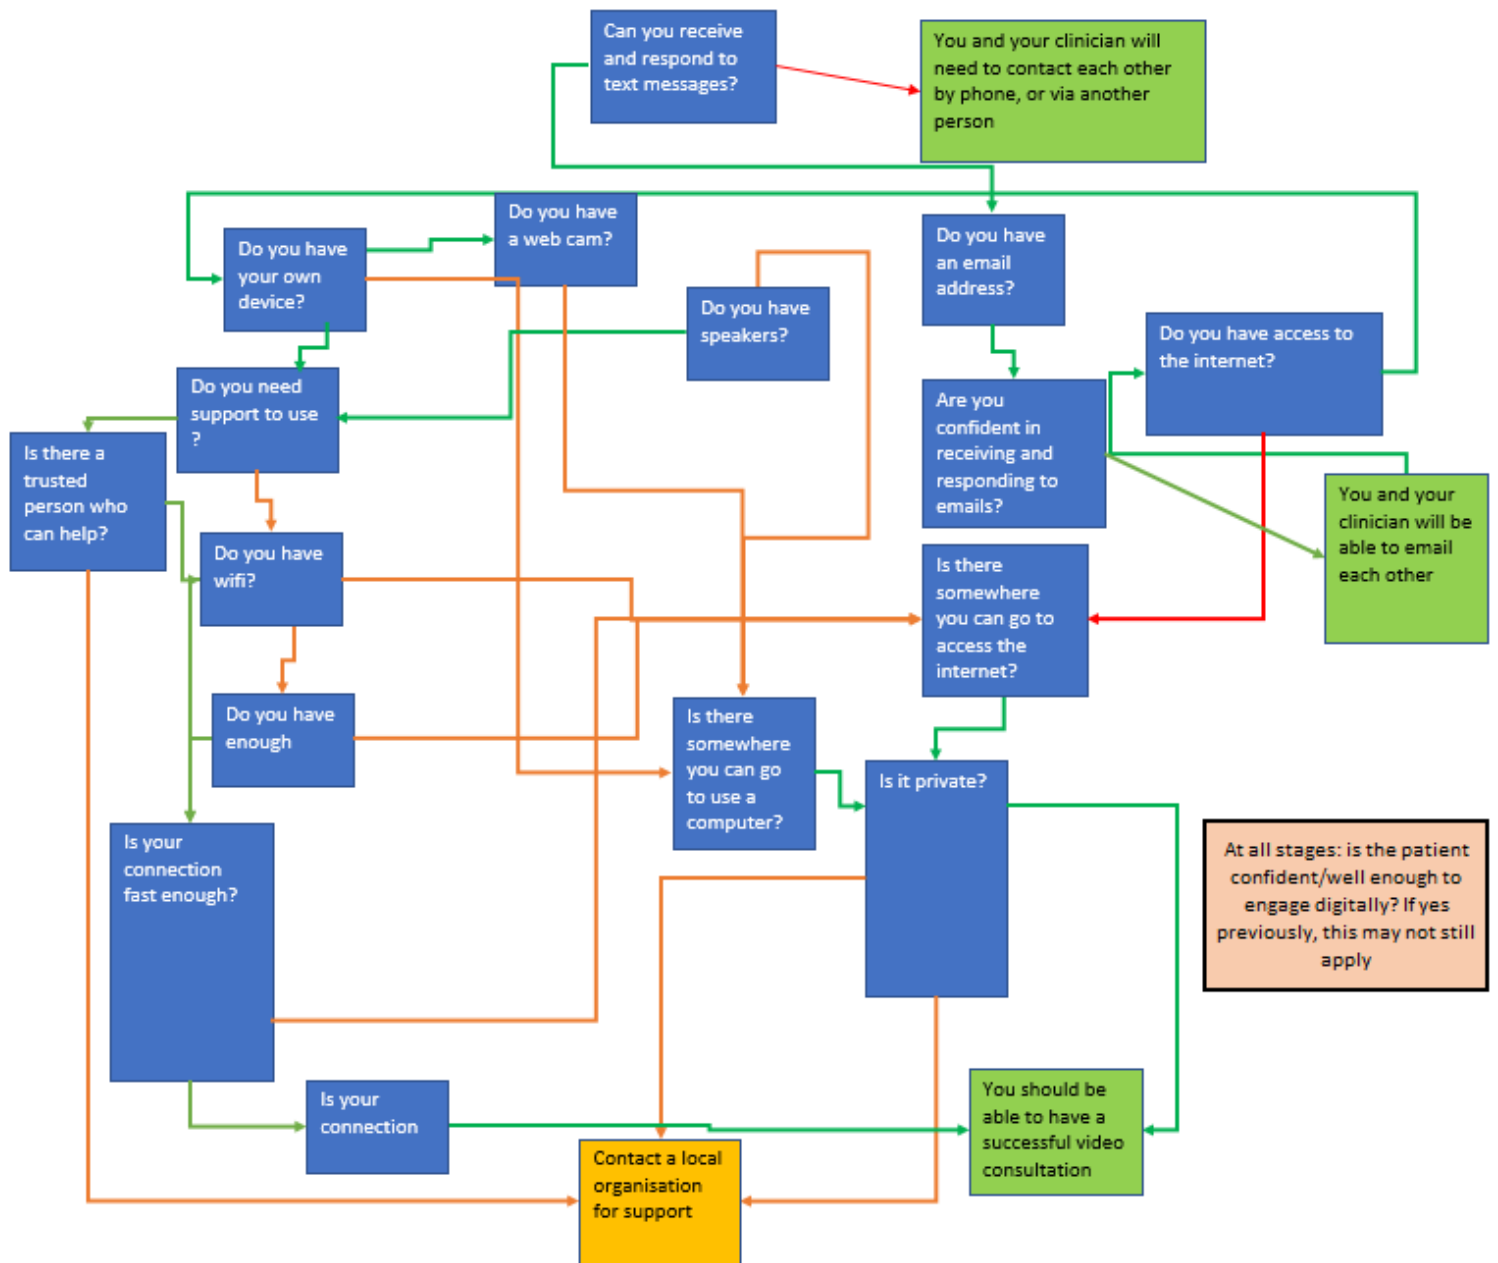 Can you receive
and respond to
text messages?
You and your clinician will
need to contact each other
by phone, or via another
person
Do you have
a web cam?
Do you have
your own
device?
Do you have
an email
address?
Do you have
speakers?
Do you have access to
the internet?
Do you need
support to use
?
Are you
confident in
receiving and
responding to
emails?
Is there a
trusted
person who
can help?
You and your
clinician will be
able to email
each other
Do you have
wifi?
Is there
somewhere
you can go to
access the
internet?
Do you have
enough
Is there
somewhere
you can go
to use a
computer?
Is it private?
Is your
connection
fast enough?
At all stages: is the patient
confident/well enough to
engage digitally? If yes
previously, this may not still
apply
Is your
connection
You should be
able to have a
successful video
consultation
Contact a local
organisation
for support